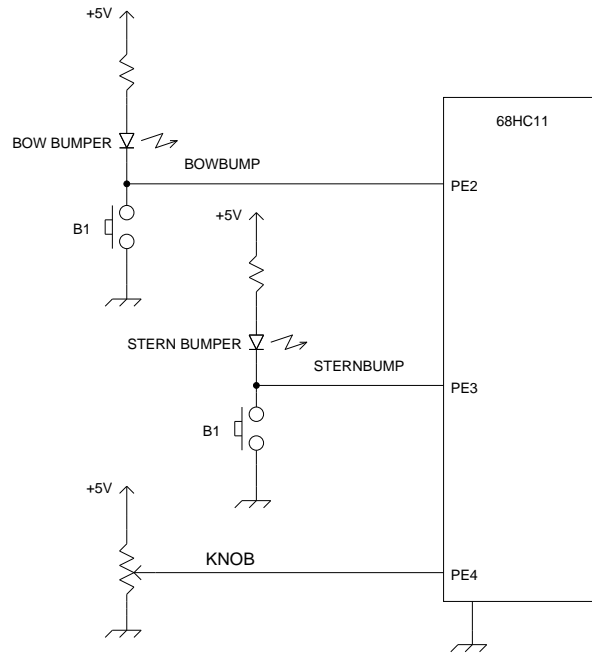 +5V
68HC11
BOW BUMPER
BOWBUMP
PE2
B1
+5V
STERN BUMPER
STERNBUMP
PE3
B1
+5V
KNOB
PE4